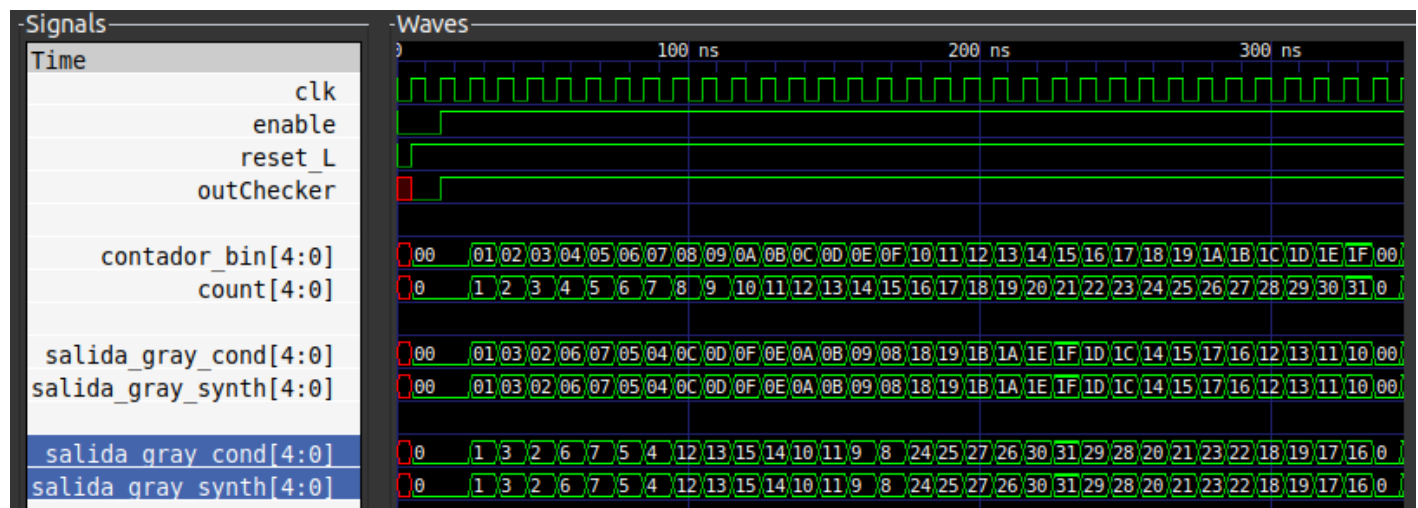 Signals Waves
Time 0 100 ns 200 ns 300 ns
clk
enable
reset_L
outChecker
contador_bin[4:0] 00 01 02 03 04 05 06 07 08 09 0A 0B 0C 0D 0E 0F 10 11 12 13 14 15 16 17 18 19 1A 1B 1C 1D 1E 1F 00
count[4:0] 0 1 2 3 4 5 6 7 8 9 10 11 12 13 14 15 16 17 18 19 20 21 22 23 24 25 26 27 28 29 30 31 0
salida_gray_cond[4:0] 00 01 03 02 06 07 05 04 0C 0D 0F 0E 0A 0B 09 08 18 19 1B 1A 1E 1F 1D 1C 14 15 17 16 12 13 11 10 00
salida_gray_synth[4:0] 00 01 03 02 06 07 05 04 0C 0D 0F 0E 0A 0B 09 08 18 19 1B 1A 1E 1F 1D 1C 14 15 17 16 12 13 11 10 00
salida_gray_cond[4:0] 0 1 3 2 6 7 5 4 12 13 15 14 10 11 9 8 24 25 27 26 30 31 29 28 20 21 23 22 18 19 17 16 0
salida_gray_synth[4:0] 0 1 3 2 6 7 5 4 12 13 15 14 10 11 9 8 24 25 27 26 30 31 29 28 20 21 23 22 18 19 17 16 0